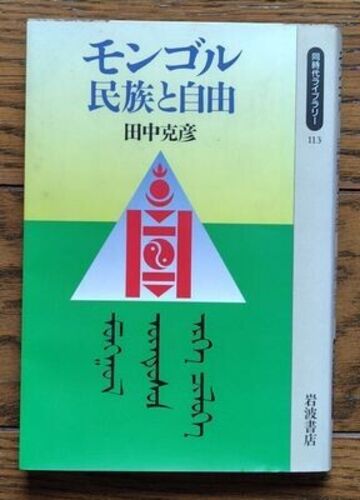 モンゴル
民族と自由
田中克彦
同時代ライブラリー
113
岩波書店